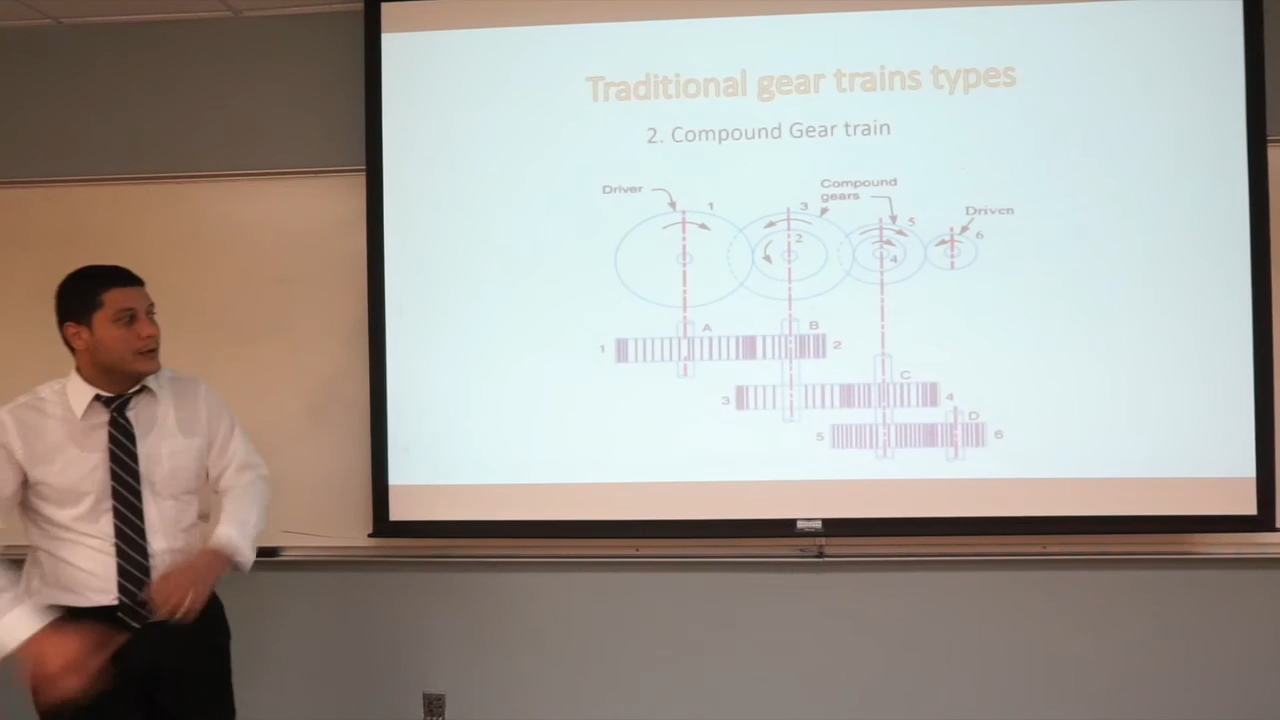 Traditional gear trains types
2. Compound Gear train
Driver
1
3
Compound
gears
5
Driven
6
2
4
A
B
1
2
C
3
4
D
5
6